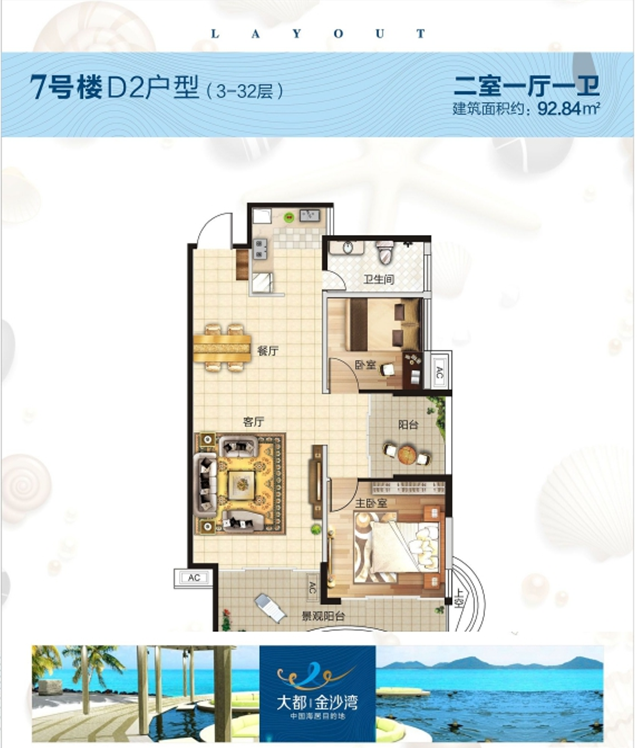 LAYOUT
7号楼D2户型（3-32层）
二室一厅一卫
建筑面积约：92.84m²
卫生间
餐厅
卧室
AC
客厅
阳台
主卧室
AC
AC
上空
景观阳台
大都|金沙湾
中国海居目的地